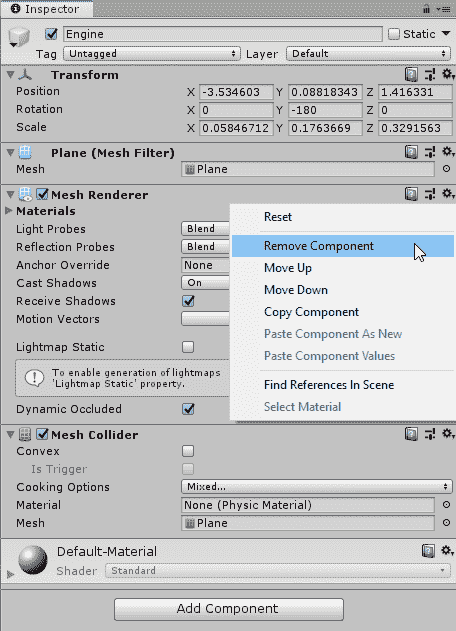 Inspector
Engine Static
Tag Untagged Layer Default
Transform
Position X -3.534603 Y 0.08818343 Z 1.416331
Rotation X 0 Y -180 Z 0
Scale X 0.05846712 Y 0.1763669 Z 0.3291563
Plane (Mesh Filter)
Mesh Plane
Mesh Renderer
Materials
Light Probes Blend
Reflection Probes Blend
Anchor Override None
Cast Shadows On
Receive Shadows
Motion Vectors
Lightmap Static
To enable generation of lightmaps
'Lightmap Static' property.
Dynamic Occluded
Reset
Remove Component
Move Up
Move Down
Copy Component
Paste Component As New
Paste Component Values
Find References In Scene
Select Material
Mesh Collider
Convex
Is Trigger
Cooking Options Mixed...
Material None (Physic Material)
Mesh Plane
Default-Material
Shader Standard
Add Component